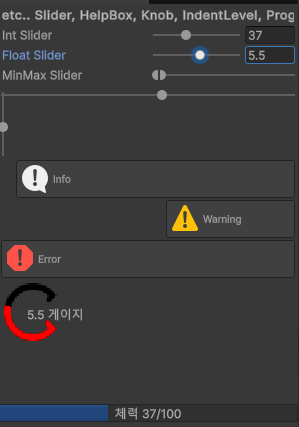 etc.. Slider, HelpBox, Knob, IndentLevel, Prog
Int Slider 37
Float Slider 5.5
MinMax Slider
Info
Warning
Error
5.5 게이지
체력 37/100